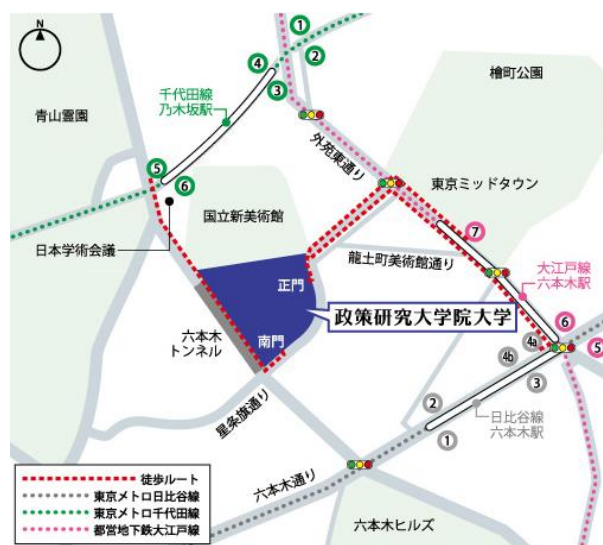 N
①
②
④
③
千代田線
乃木坂駅
檜町公園
青山霊園
外苑東通り
⑤
⑥
東京ミッドタウン
国立新美術館
日本学術会議
⑦
龍土町美術館通り
大江戸線
六本木駅
正門
政策研究大学院大学
六本木
トンネル
南門
⑥
⑤
4a
4b
③
星条旗通り
②
①
日比谷線
六本木駅
六本木通り
徒歩ルート
東京メトロ日比谷線
東京メトロ千代田線
都営地下鉄大江戸線
六本木ヒルズ